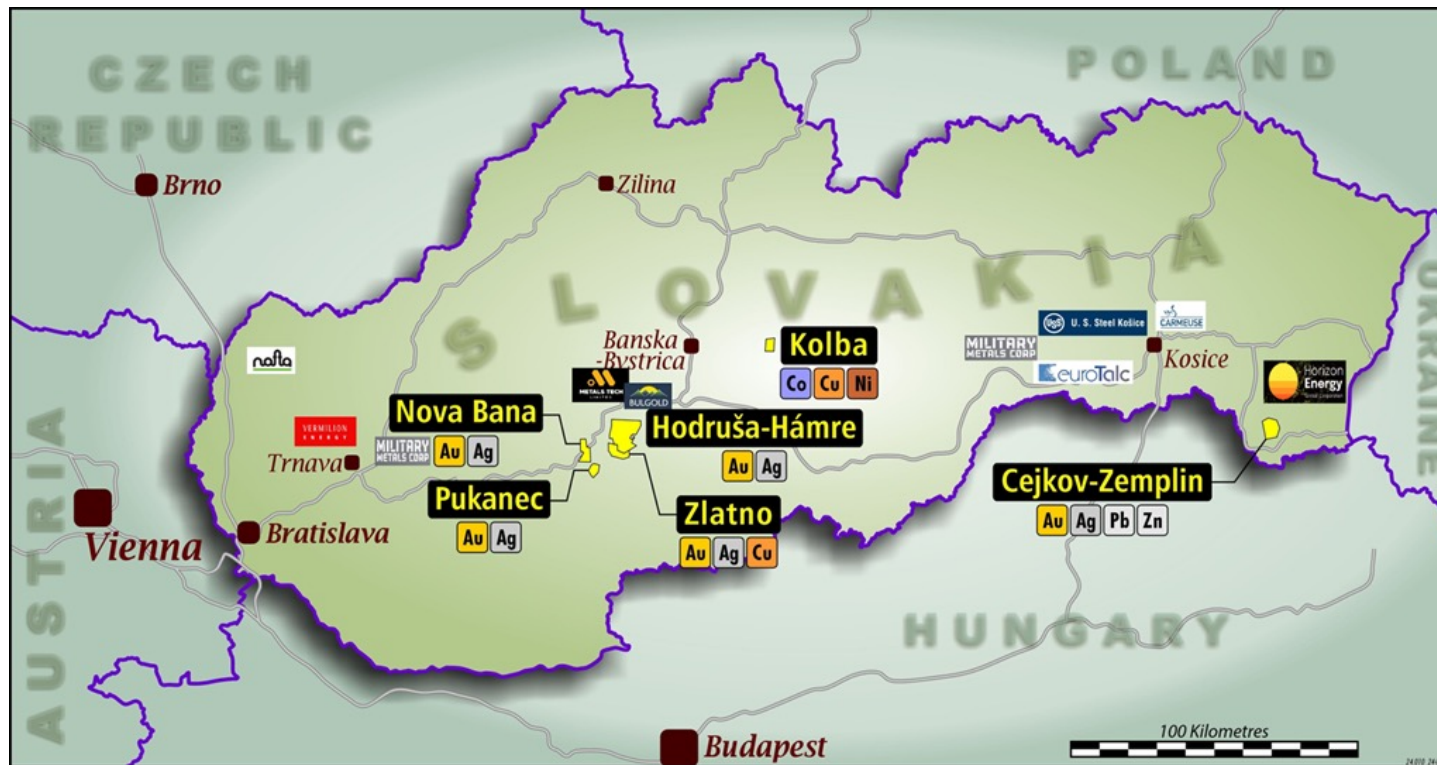 CZECH
REPUBLIC
POLAND
Brno
Zilina
SLOVAKIA
UKRAINE
nafta
Banska
-Bystrica
Kolba
Co Cu Ni
MILITARY
METALS CORP
USS U. S. Steel Košice
CARMEUSE
euroTalc
Kosice
Horizon
Energy
METALS TECH
LIMITED
BULGOLD
Nova Bana
Au Ag
VERMILION
ENERGY
MILITARY
METALS CORP
Trnava
Hodruša-Hámre
Au Ag
Pukanec
Au Ag
Zlatno
Au Ag Cu
Cejkov-Zemplin
Au Ag Pb Zn
AUSTRIA
Vienna
Bratislava
HUNGARY
Budapest
100 Kilometres